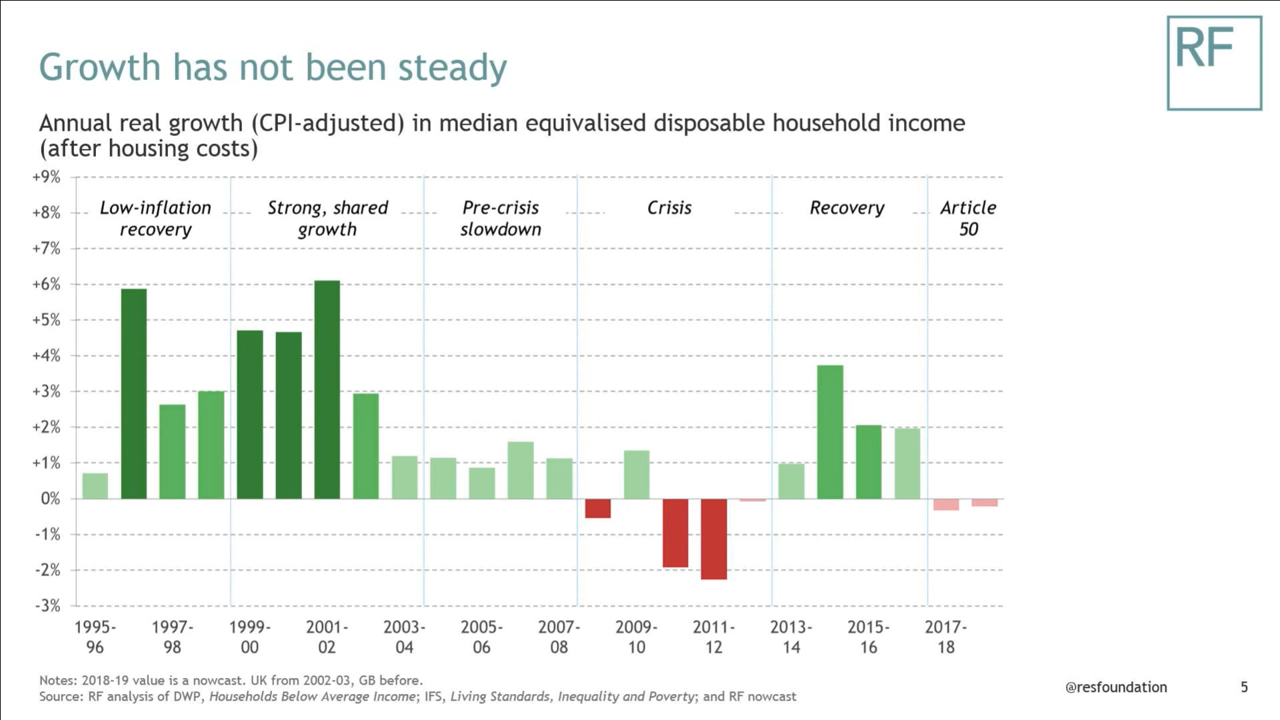 RF
Growth has not been steady
Annual real growth (CPI-adjusted) in median equivalised disposable household income
(after housing costs)
+9%
+8%
+7%
+6%
+5%
+4%
+3%
+2%
+1%
0%
-1%
-2%
-3%
Low-inflation
recovery
Strong, shared
growth
Pre-crisis
slowdown
Crisis
Recovery
Article
50
1995-
96
1997-
98
1999-
00
2001-
02
2003-
04
2005-
06
2007-
08
2009-
10
2011-
12
2013-
14
2015-
16
2017-
18
Notes: 2018-19 value is a nowcast. UK from 2002-03, GB before.
Source: RF analysis of DWP, Households Below Average Income; IFS, Living Standards, Inequality and Poverty; and RF nowcast
@resfoundation
5